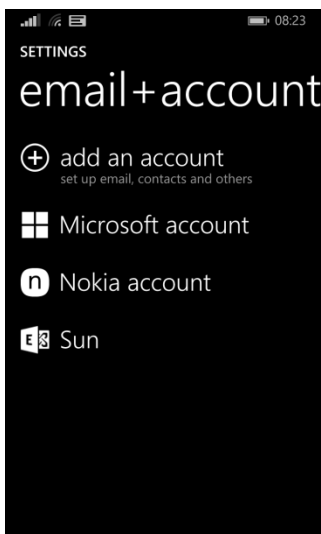 08:23
SETTINGS
email+account
add an account
set up email, contacts and others
Microsoft account
n Nokia account
E Sun